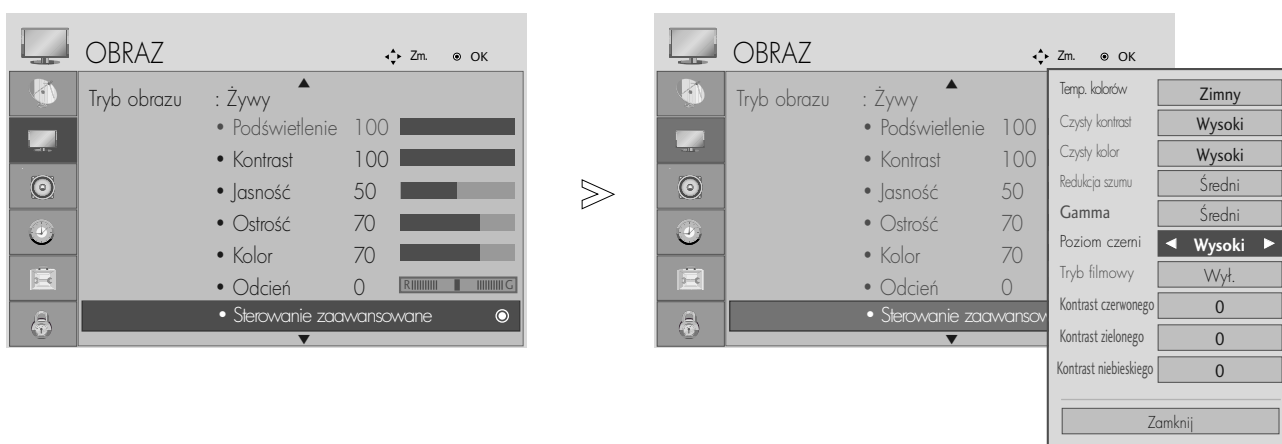 OBRAZ
Zm. OK
Tryb obrazu : Żywy
• Podświetlenie 100
• Kontrast 100
• Jasność 50
• Ostrość 70
• Kolor 70
• Odcień 0 R G
• Sterowanie zaawansowane
OBRAZ
Zm. OK
Tryb obrazu : Żywy
• Podświetlenie 100
• Kontrast 100
• Jasność 50
• Ostrość 70
• Kolor 70
• Odcień 0
• Sterowanie zaawansow
Temp. kolorów Zimny
Czysty kontrast Wysoki
Czysty kolor Wysoki
Redukcja szumu Średni
Gamma Średni
Poziom czerni ◀ Wysoki ▶
Tryb filmowy Wył.
Kontrast czerwonego 0
Kontrast zielonego 0
Kontrast niebieskiego 0
Zamknij